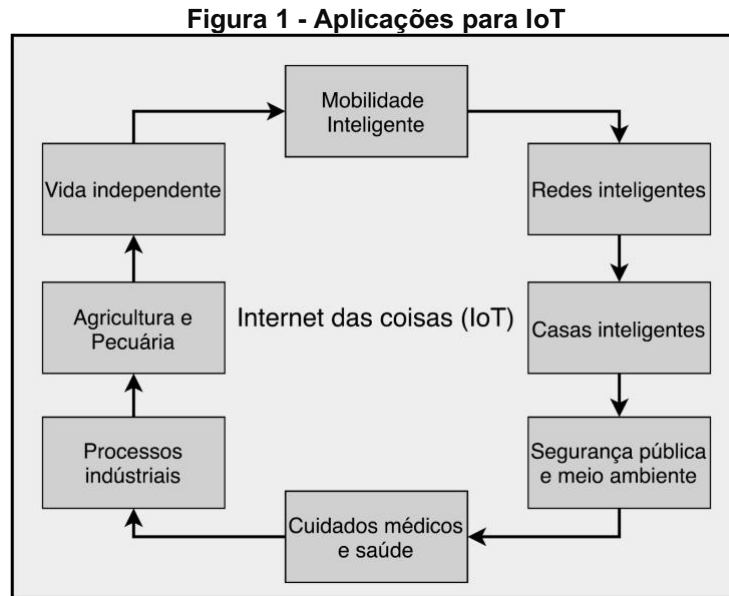 Figura 1 - Aplicações para IoT
Mobilidade
Inteligente
Vida independente
Redes inteligentes
Agricultura e
Pecuária
Internet das coisas (IoT)
Casas inteligentes
Processos
indústriais
Segurança pública
e meio ambiente
Cuidados médicos
e saúde